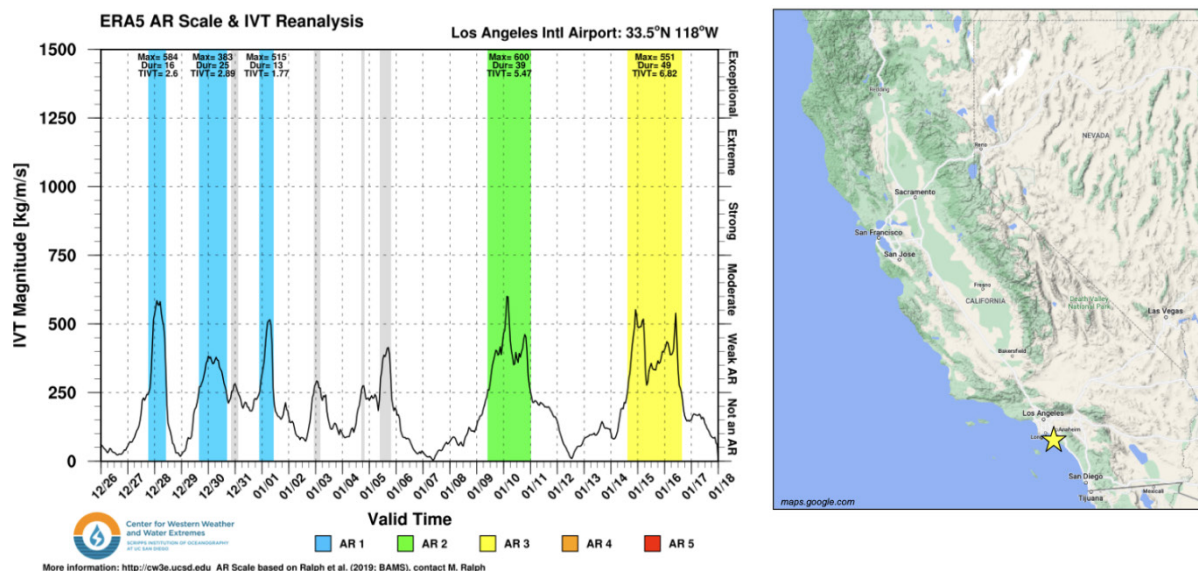 ERA5 AR Scale & IVT Reanalysis
Los Angeles Intl Airport: 33.5°N 118°W
Max= 584
Dur= 16
TIVT= 2.6
Max= 383
Dur= 25
TIVT= 2.89
Max= 515
Dur= 13
TIVT= 1.77
Max= 600
Dur= 39
TIVT= 5.47
Max= 551
Dur= 49
TIVT= 6.82
IVT Magnitude [kg/m/s]
1500
1250
1000
750
500
250
0
Exceptional
Extreme
Strong
Moderate
Weak AR
Not an AR
12/26
12/27
12/28
12/29
12/30
12/31
01/01
01/02
01/03
01/04
01/05
01/06
01/07
01/08
01/09
01/10
01/11
01/12
01/13
01/14
01/15
01/16
01/17
01/18
Valid Time
Center for Western Weather
and Water Extremes
SCRIPPS INSTITUTION OF OCEANOGRAPHY
AT UC SAN DIEGO
AR 1
AR 2
AR 3
AR 4
AR 5
More information: http://cw3e.ucsd.edu AR Scale based on Ralph et al. (2019; BAMS), contact M. Ralph
Redding
NEVADA
Reno
Sacramento
San Francisco
San Jose
Fresno
CALIFORNIA
Death Valley
National Park
Las Vegas
Bakersfield
Los Angeles
Anaheim
San Diego
Tijuana
Mexicali
maps.google.com